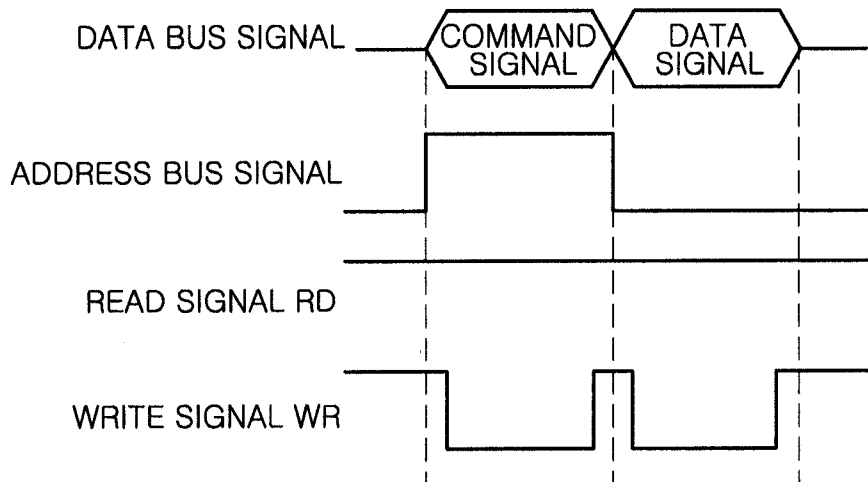 DATA BUS SIGNAL
COMMAND
SIGNAL
DATA
SIGNAL
ADDRESS BUS SIGNAL
READ SIGNAL RD
WRITE SIGNAL WR